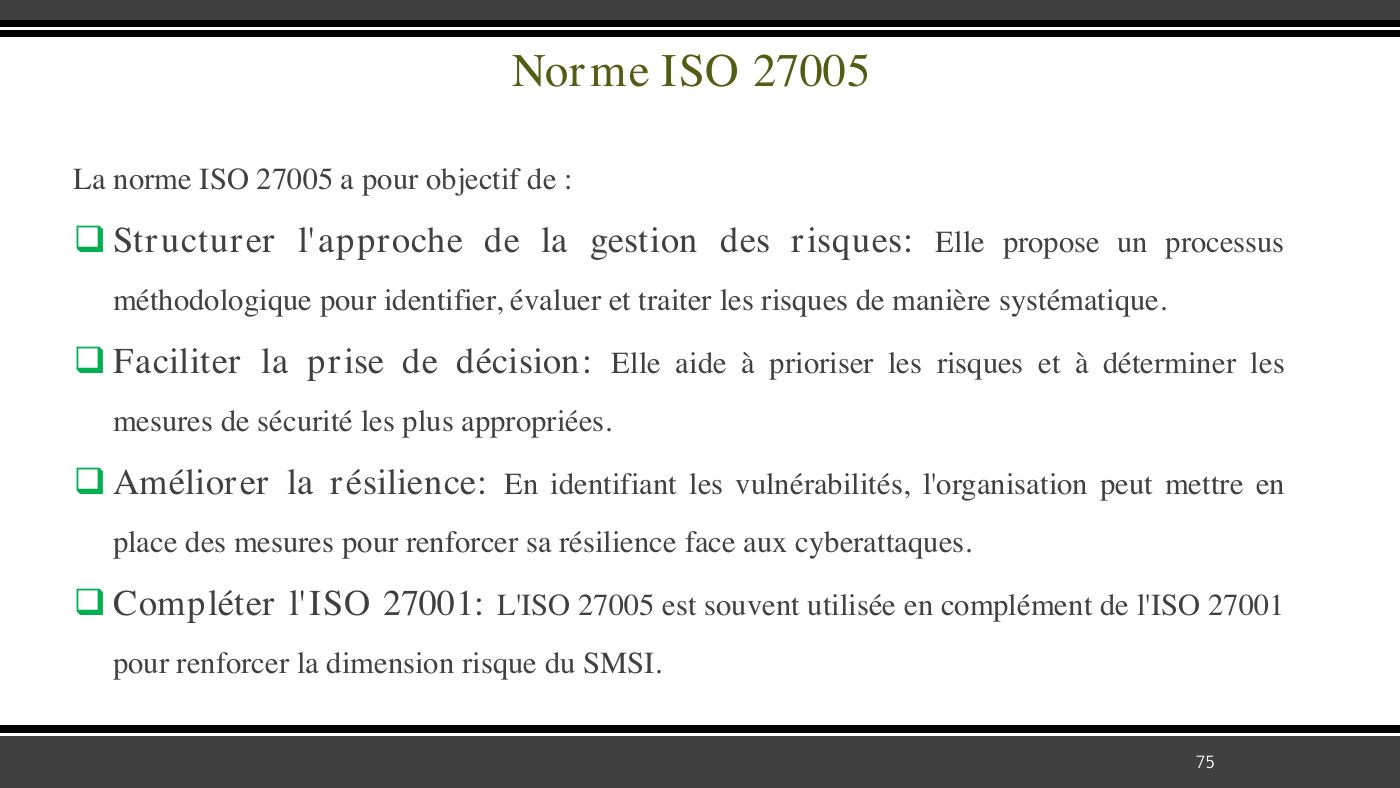 Norme ISO 27005
La norme ISO 27005 a pour objectif de :
Structurer l'approche de la gestion des risques: Elle propose un processus
méthodologique pour identifier, évaluer et traiter les risques de manière systématique.
Faciliter la prise de décision: Elle aide à prioriser les risques et à déterminer les
mesures de sécurité les plus appropriées.
Améliorer la résilience: En identifiant les vulnérabilités, l'organisation peut mettre en
place des mesures pour renforcer sa résilience face aux cyberattaques.
Compléter l'ISO 27001: L'ISO 27005 est souvent utilisée en complément de l'ISO 27001
pour renforcer la dimension risque du SMSI.
75